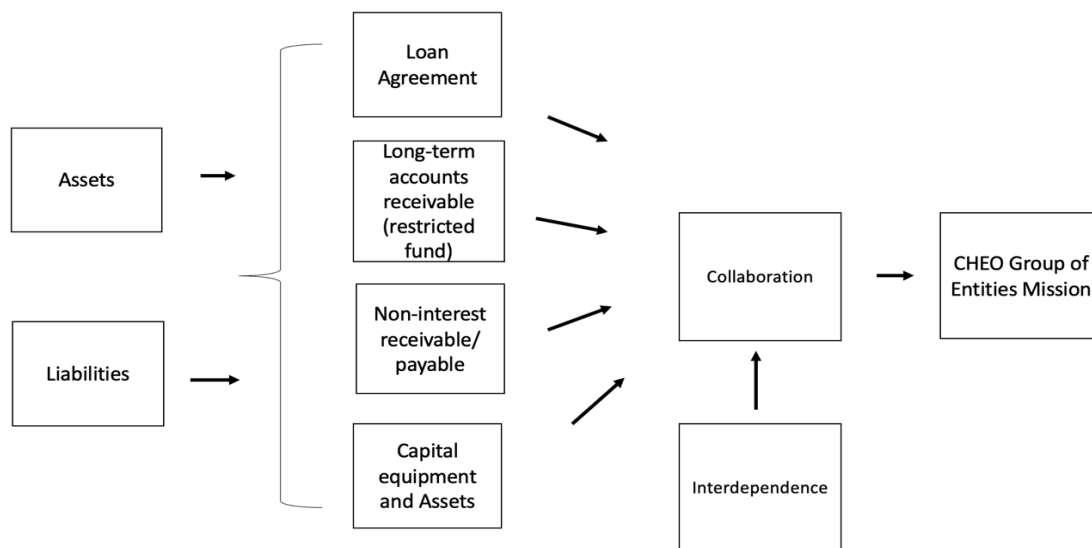 Assets
Liabilities
Loan
Agreement
Long-term
accounts
receivable
(restricted
fund)
Non-interest
receivable/
payable
Capital
equipment
and Assets
Collaboration
Interdependence
CHEO Group of
Entities Mission